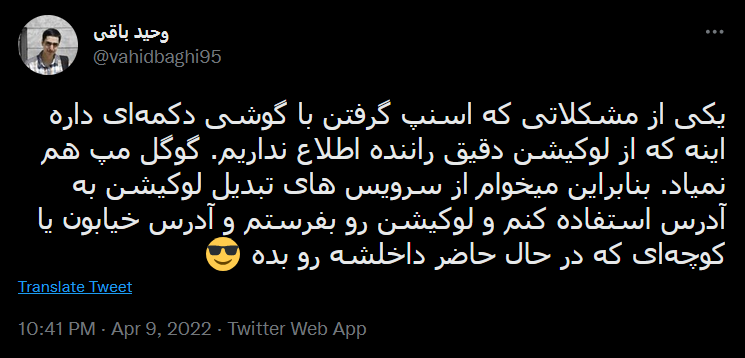 وحید باقی
@vahidbaghi95
یکی از مشکلاتی که اسنپ گرفتن با گوشی دکمه‌ای داره
اینه که از لوکیشن دقیق راننده اطلاع نداریم. گوگل مپ هم
نمیاد. بنابراین میخوام از سرویس های تبدیل لوکیشن به
آدرس استفاده کنم و لوکیشن رو بفرستم و آدرس خیابون یا
کوچه‌ای که در حال حاضر داخلشه رو بده 😎
Translate Tweet
10:41 PM · Apr 9, 2022 · Twitter Web App